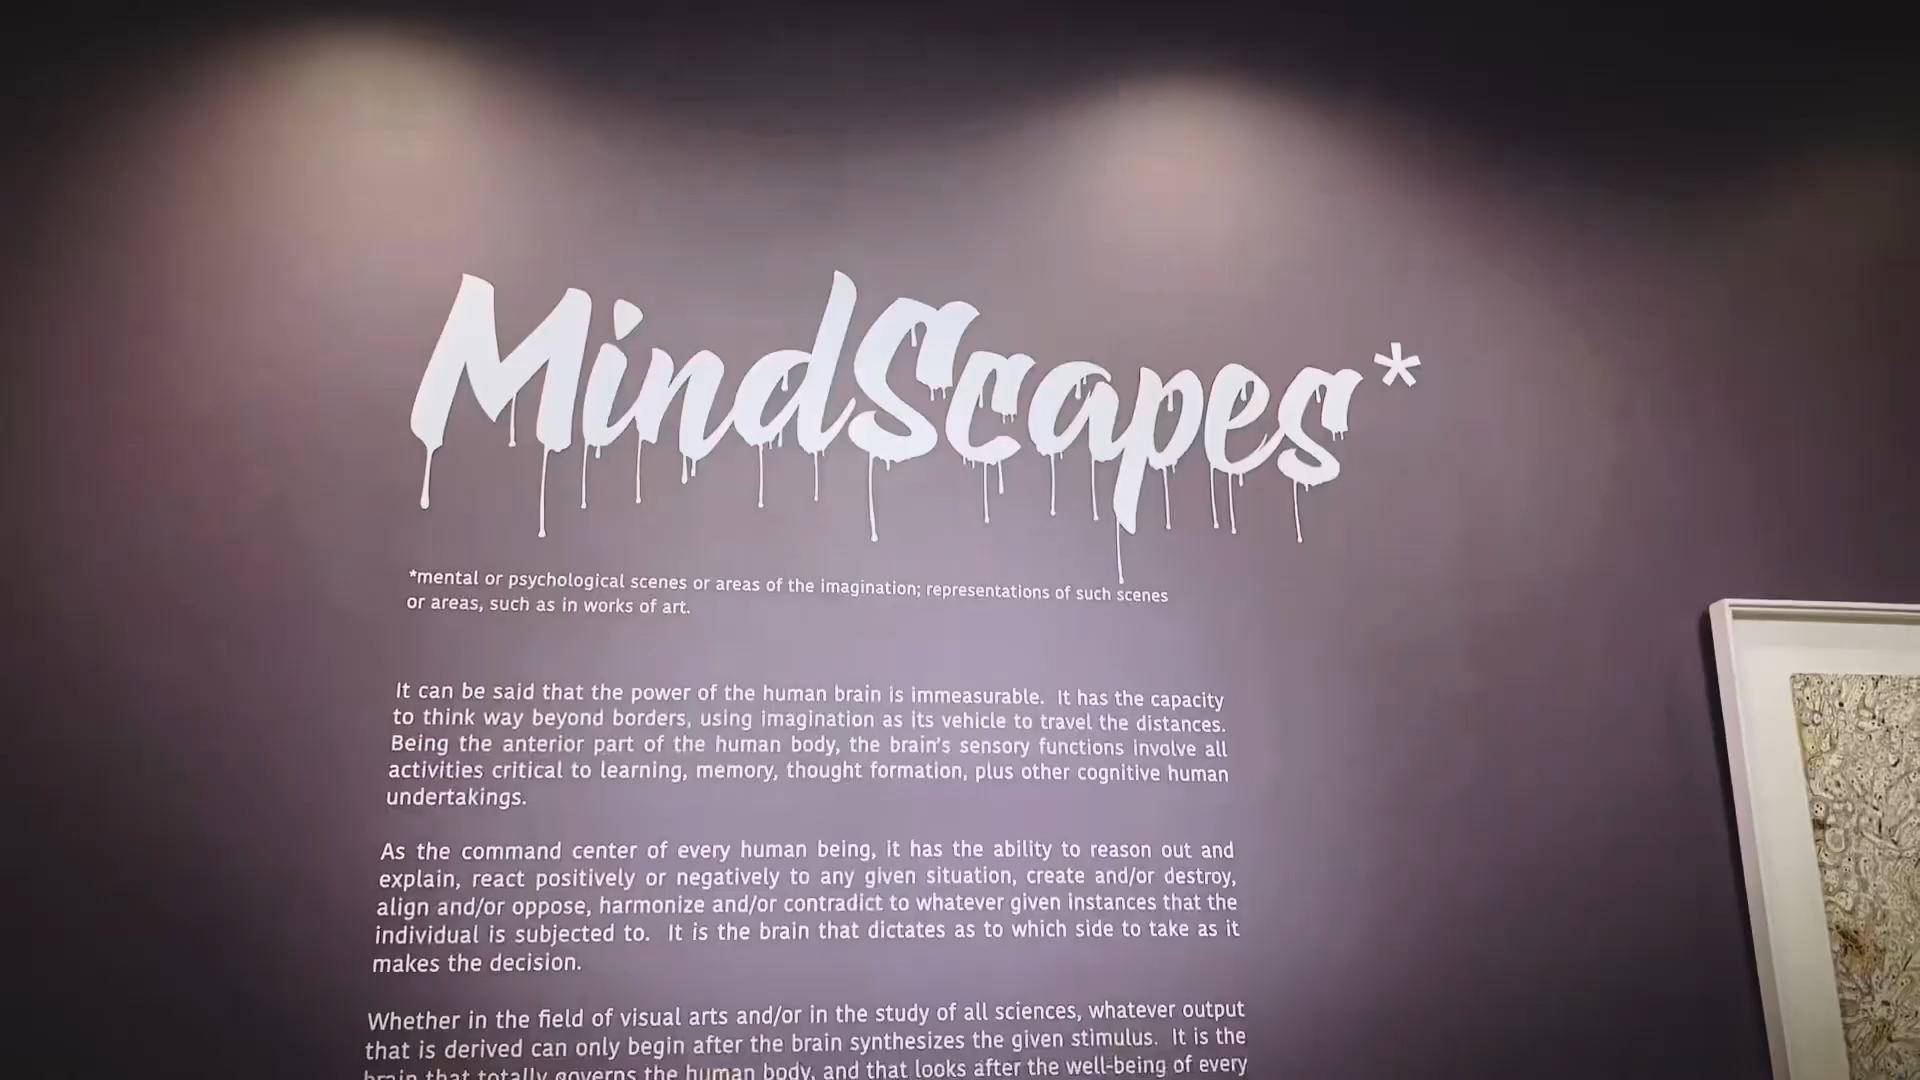 MindScapes*
*mental or psychological scenes or areas of the imagination; representations of such scenes
or areas, such as in works of art.
It can be said that the power of the human brain is immeasurable. It has the capacity
to think way beyond borders, using imagination as its vehicle to travel the distances.
Being the anterior part of the human body, the brain's sensory functions involve all
activities critical to learning, memory, thought formation, plus other cognitive human
undertakings.
As the command center of every human being, it has the ability to reason out and
explain, react positively or negatively to any given situation, create and/or destroy,
align and/or oppose, harmonize and/or contradict to whatever given instances that the
individual is subjected to. It is the brain that dictates as to which side to take as it
makes the decision.
Whether in the field of visual arts and/or in the study of all sciences, whatever output
that is derived can only begin after the brain synthesizes the given stimulus. It is the
brain that totally governs the human body, and that looks after the well-being of every